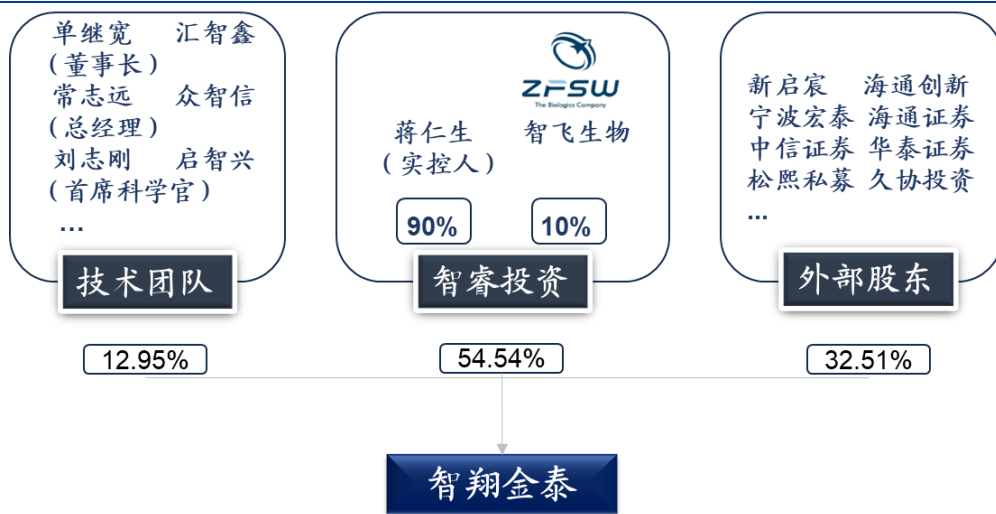 单继宽 汇智鑫
（董事长）
常志远 众智信
(总经理)
刘志刚 启智兴
(首席科学官)
...
技术团队
12.95%
ZFSW
The Biologics Company
蒋仁生 智飞生物
（实控人）
90% 10%
智睿投资
54.54%
新启宸 海通创新
宁波宏泰 海通证券
中信证券 华泰证券
松熙私募 久协投资
...
外部股东
32.51%
智翔金泰